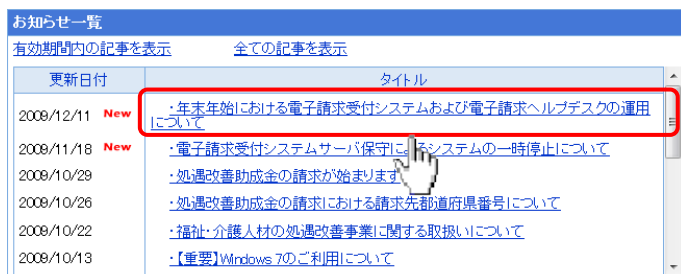 お知らせ一覧
有効期間内の記事を表示 全ての記事を表示
更新日付 タイトル
2009/12/11 New ・年末年始における電子請求受付システムおよび電子請求ヘルプデスクの運用
について
2009/11/18 New ・電子請求受付システムサーバ保守によるシステムの一時停止について
2009/10/29 ・処遇改善助成金の請求が始まります
2009/10/26 ・処遇改善助成金の請求における請求先都道府県番号について
2009/10/22 ・福祉・介護人材の処遇改善事業に関する取扱いについて
2009/10/13 ・【重要】Windows 7のご利用について